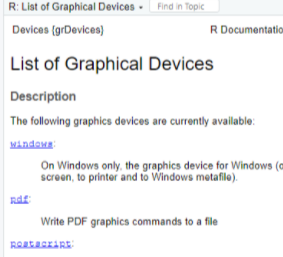 R: List of Graphical Devices
Find in Topic
Devices {grDevices}
R Documentatio
List of Graphical Devices
Description
The following graphics devices are currently available:
windows:
On Windows only, the graphics device for Windows (o
screen, to printer and to Windows metafile).
pdf:
Write PDF graphics commands to a file
postscript: